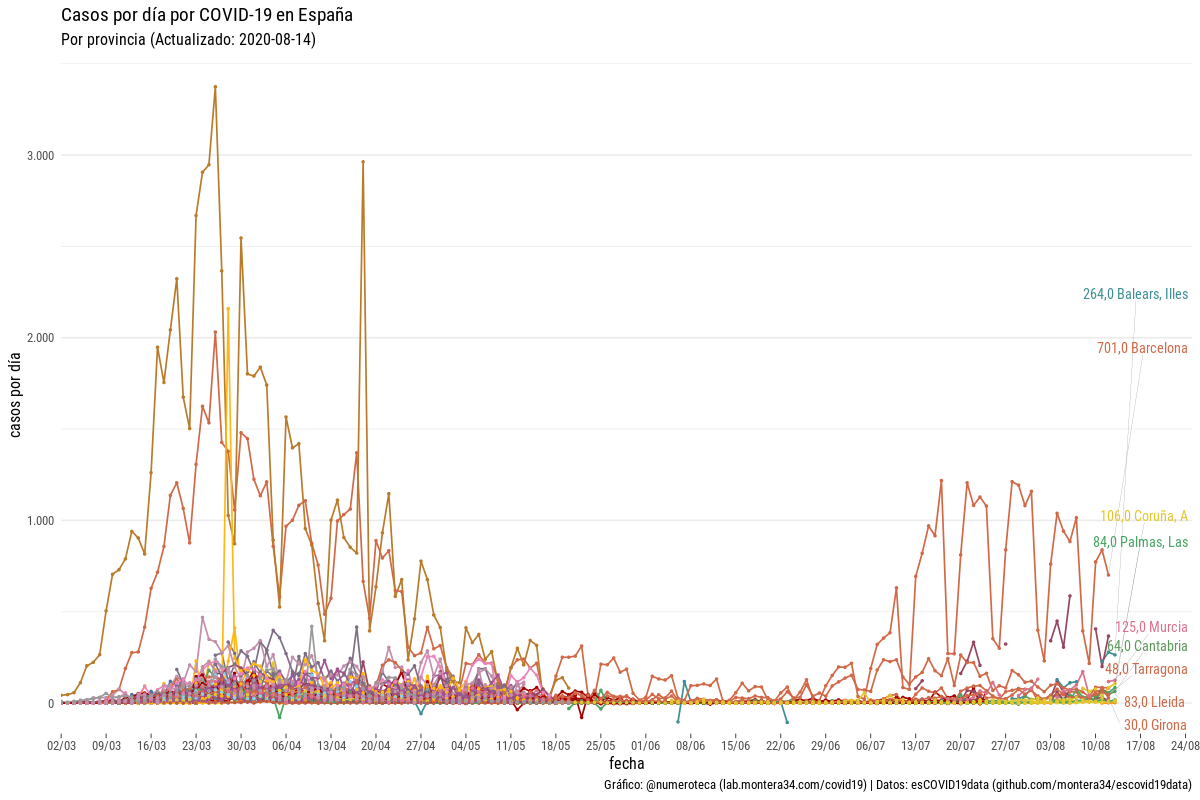 Casos por día por COVID-19 en España
Por provincia (Actualizado: 2020-08-14)
casos por día
3.000
2.000
1.000
0
264,0 Balears, Illes
701,0 Barcelona
106,0 Coruña, A
84,0 Palmas, Las
125,0 Murcia
64,0 Cantabria
48,0 Tarragona
83,0 Lleida
30,0 Girona
02/03 09/03 16/03 23/03 30/03 06/04 13/04 20/04 27/04 04/05 11/05 18/05 25/05 01/06 08/06 15/06 22/06 29/06 06/07 13/07 20/07 27/07 03/08 10/08 17/08 24/08
fecha
Gráfico: @numeroteca (lab.montera34.com/covid19) | Datos: esCOVID19data (github.com/montera34/escovid19data)